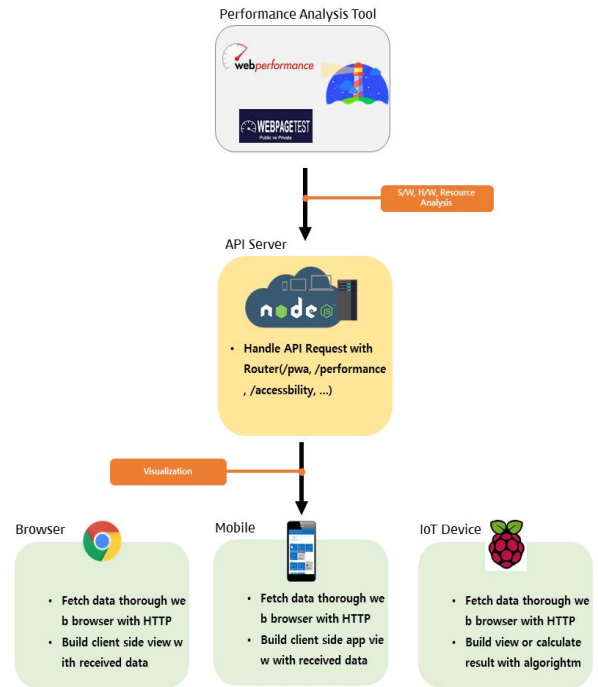 Performance Analysis Tool
webperformance
WEBPAGETEST
Public vs Private
S/W, H/W, Resource
Analysis
API Server
node
JS
• Handle API Request with
Router(/pwa, /performance
, /accessbility, ...)
Visualization
Browser
Mobile
IoT Device
• Fetch data thorough we
b browser with HTTP
• Build client side view w
ith received data
• Fetch data thorough we
b browser with HTTP
• Build client side app vie
w with received data
• Fetch data thorough we
b browser with HTTP
• Build view or calculate
result with algorightm